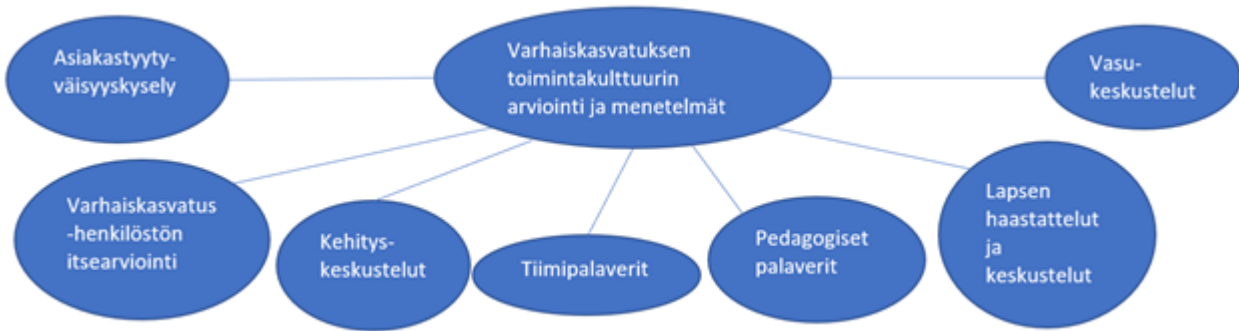 Asiakastyyty-
väisyyskysely
Varhaiskasvatuksen
toimintakulttuurin
arviointi ja menetelmät
Vasu-
keskustelut
Varhaiskasvatus
-henkilöstön
itsearviointi
Kehitys-
keskustelut
Tiimipalaverit
Pedagogiset
palaverit
Lapsen
haastattelut
ja
keskustelut